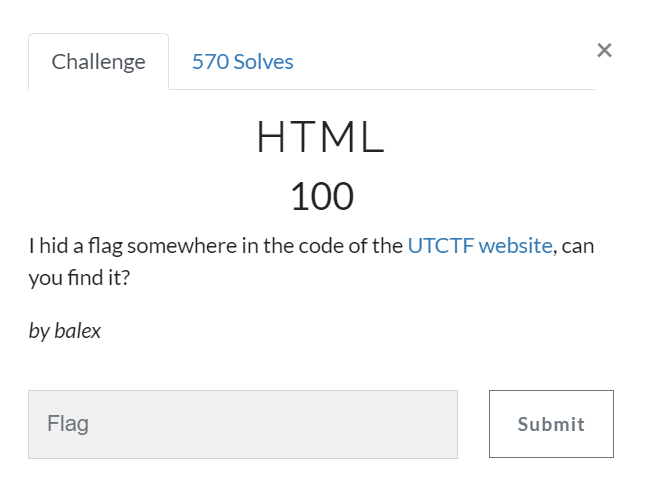 Challenge
570 Solves
×
HTML
100
I hid a flag somewhere in the code of the UTCTF website, can
you find it?
by balex
Flag
Submit